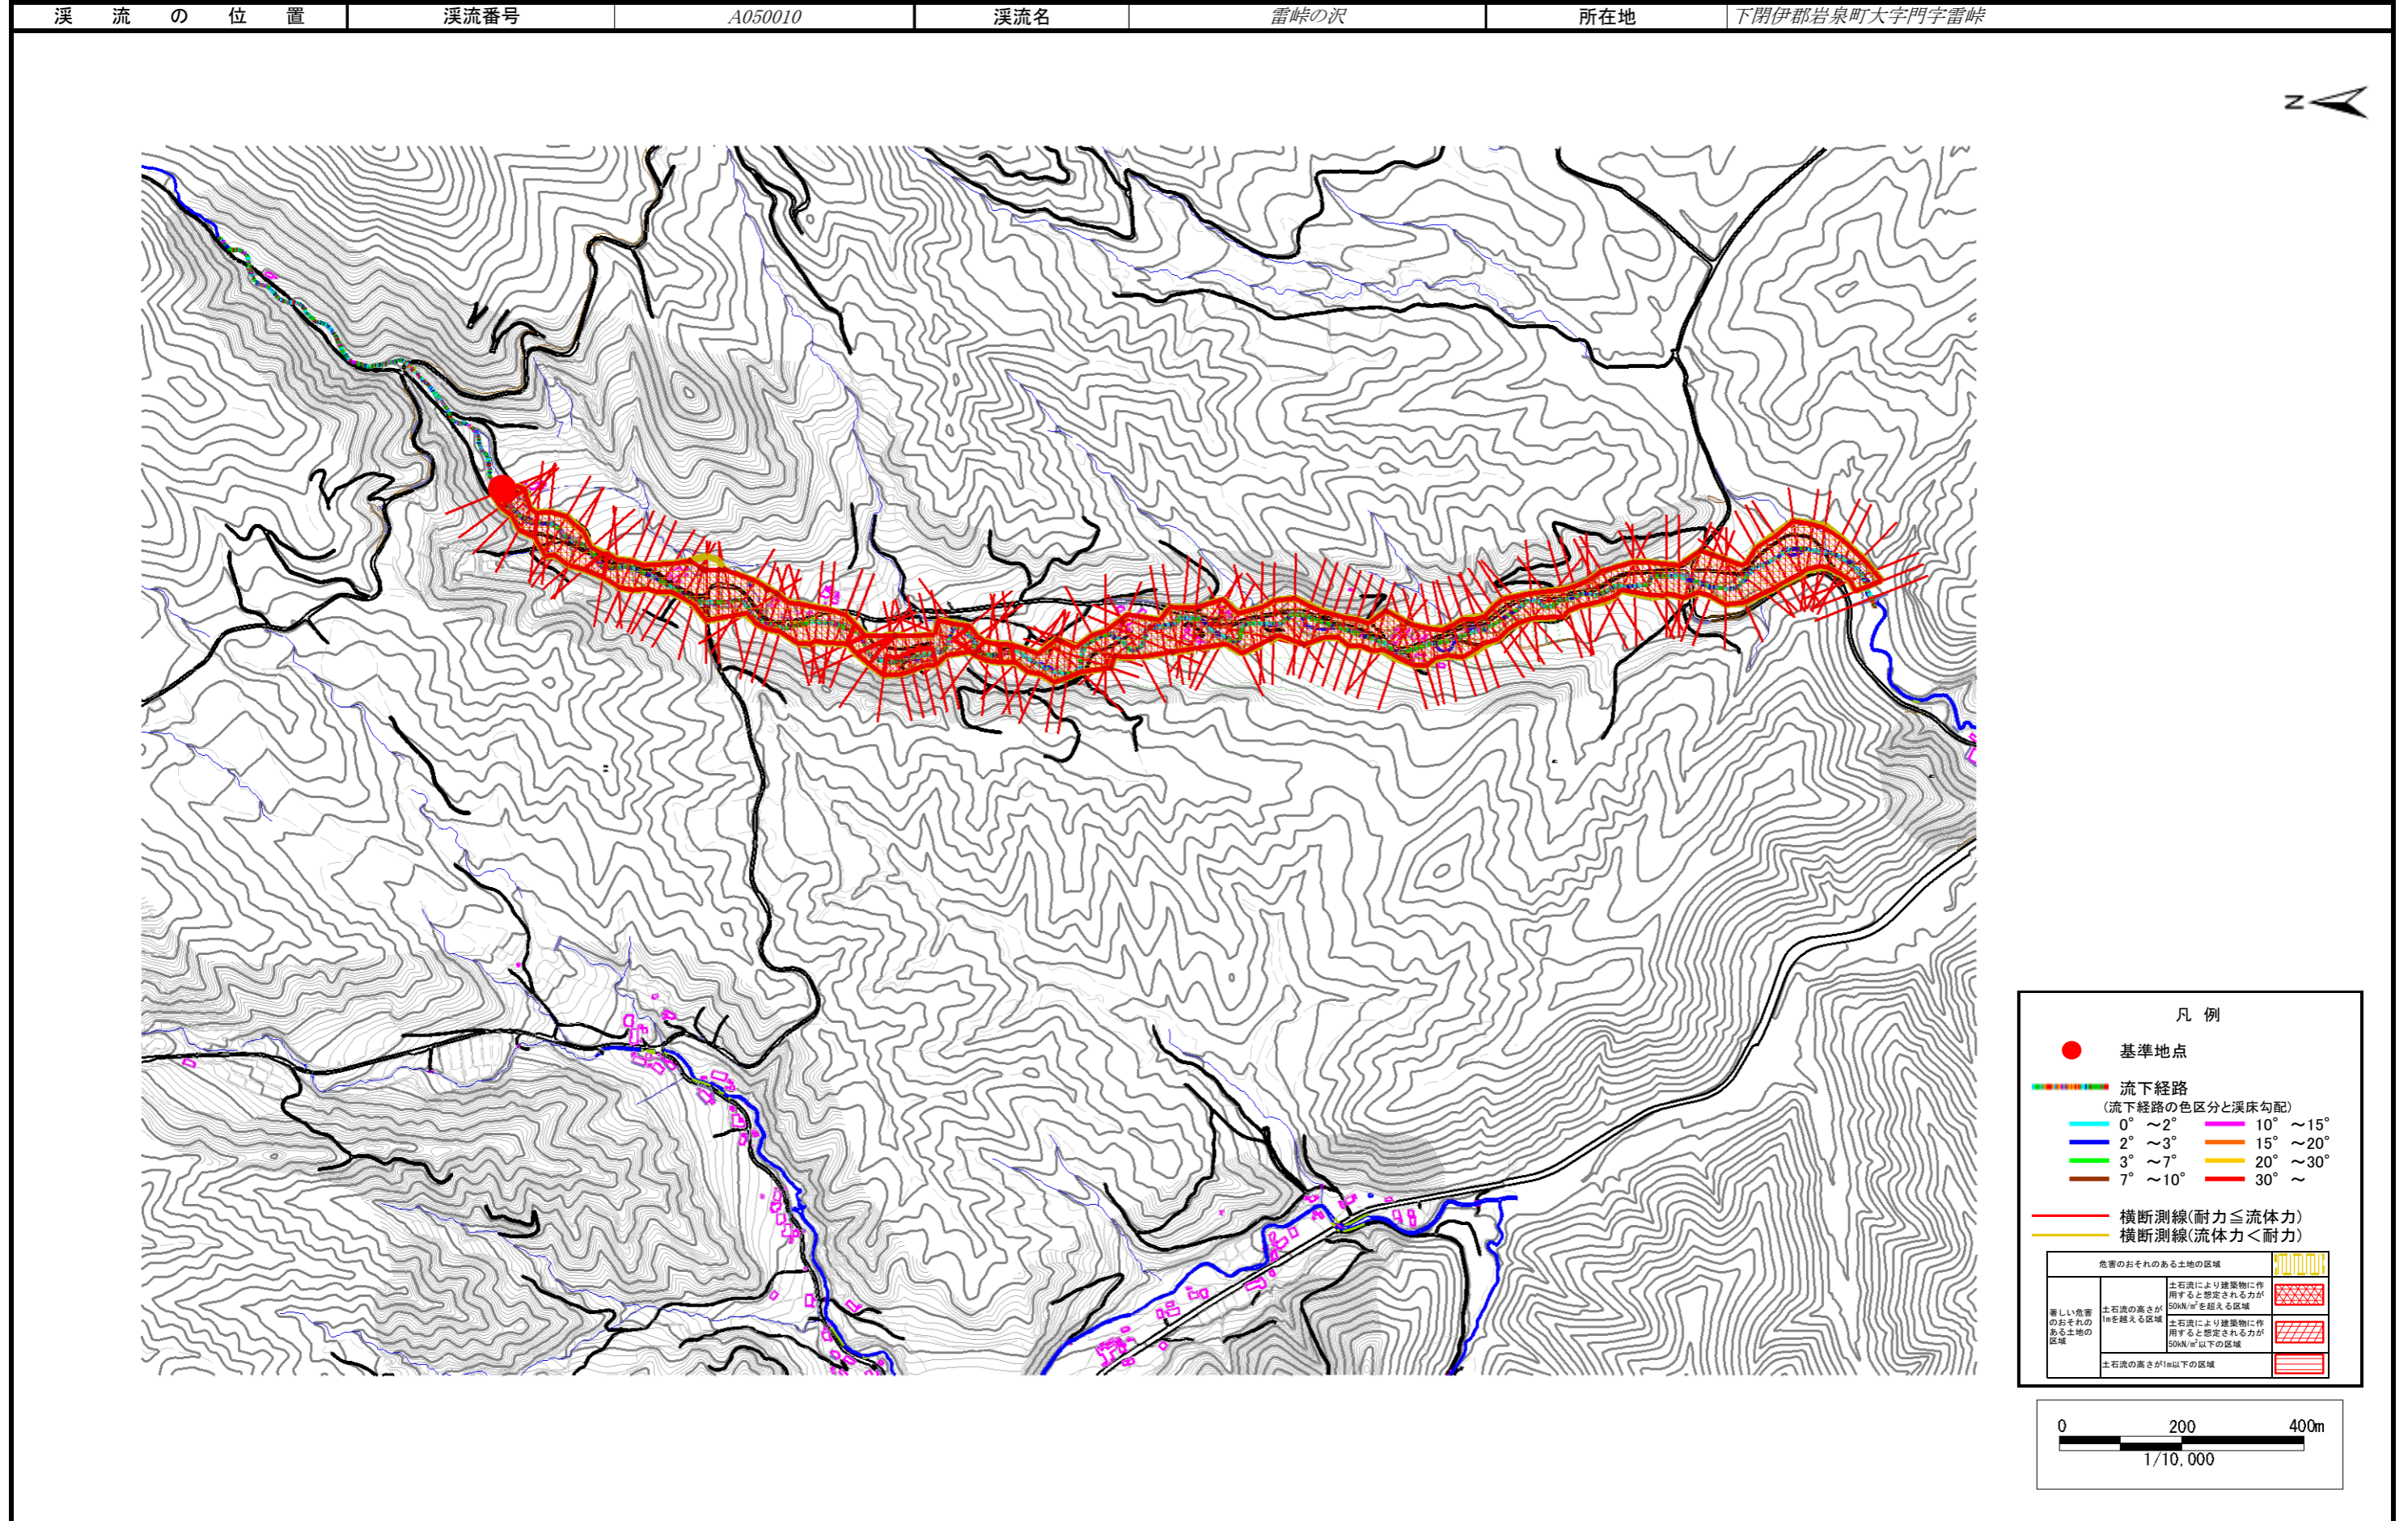 渓流の位置 渓流番号 A050010 渓流名 雷峠の沢 所在地 下閉伊郡岩泉町大字門字雷峠
N
凡 例
基準地点
流下経路
(流下経路の色区分と渓床勾配)
0° ～2° 10° ～15°
2° ～3° 15° ～20°
3° ～7° 20° ～30°
7° ～10° 30° ～
横断測線(耐力≦流体力)
横断測線(流体力＜耐力)
危害のおそれのある土地の区域
著しい危害
のおそれの
ある土地の
区域
土石流の高さが
1mを越える区域
土石流により建築物に作
用すると想定される力が
50kN/㎡を超える区域
土石流により建築物に作
用すると想定される力が
50kN/㎡以下の区域
土石流の高さが1m以下の区域
0 200 400m
1/10,000